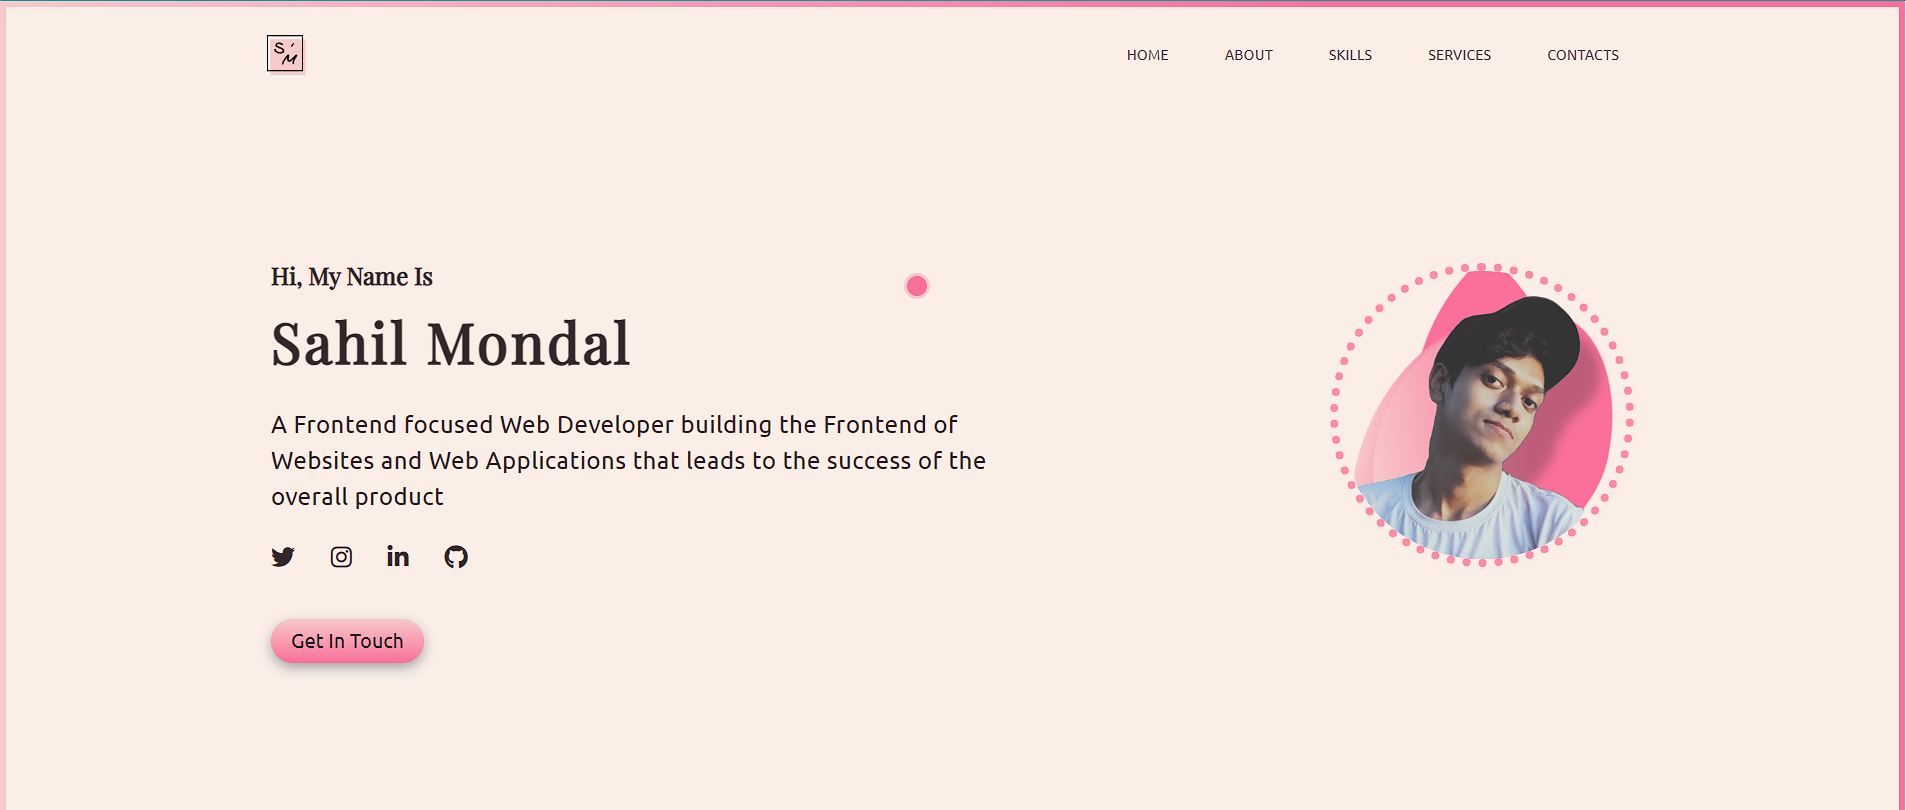 S'
M
HOME ABOUT SKILLS SERVICES CONTACTS
Hi, My Name Is
Sahil Mondal
A Frontend focused Web Developer building the Frontend of
Websites and Web Applications that leads to the success of the
overall product
in
Get In Touch